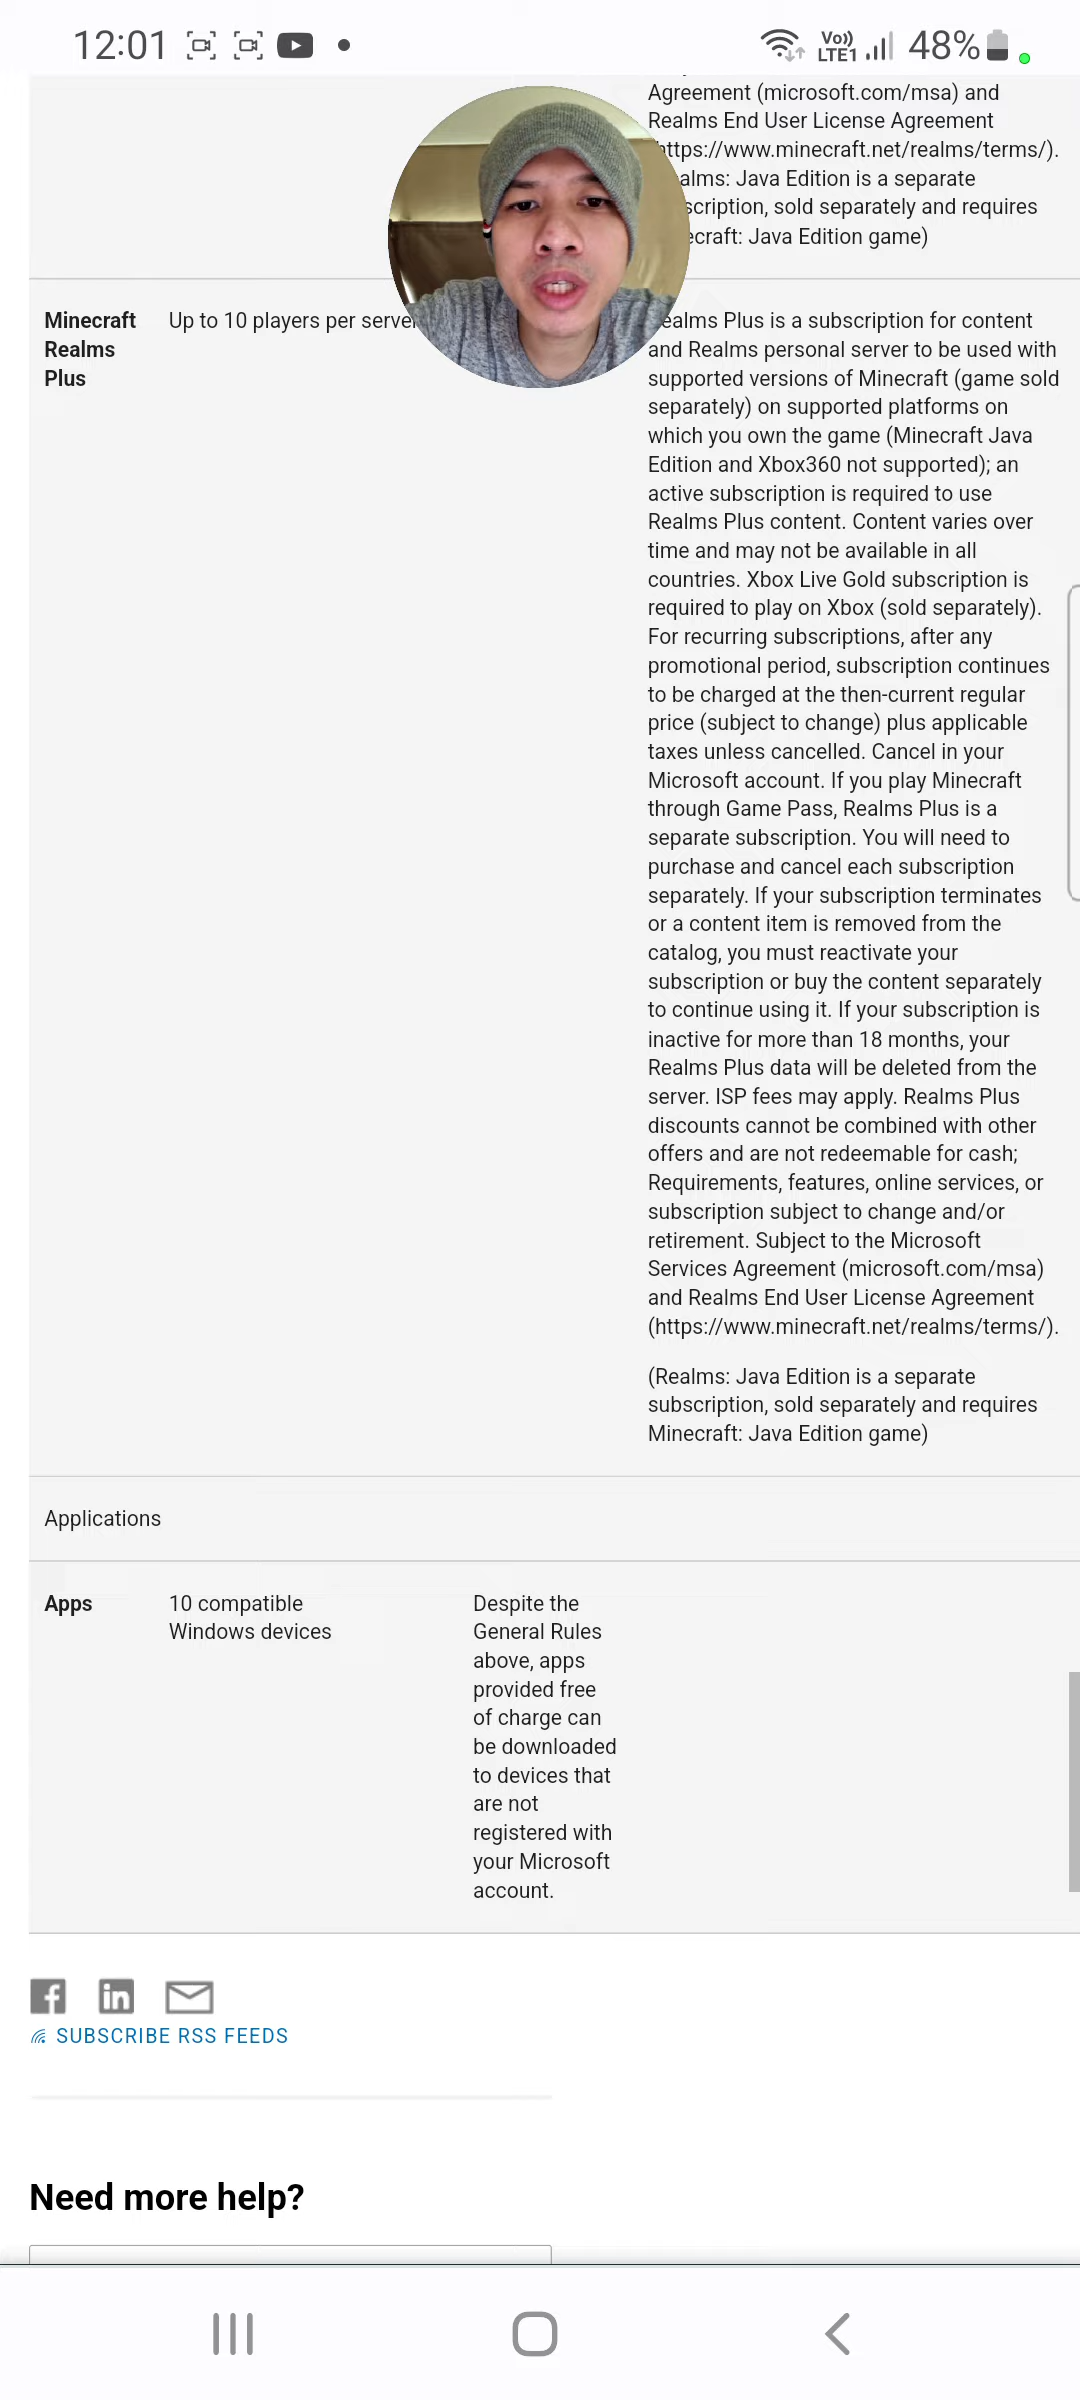 12:01
Vo))
LTE1
48%
Agreement (microsoft.com/msa) and
Realms End User License Agreement
https://www.minecraft.net/realms/terms/).
Java Edition is a separate
sold separately and requires
Java Edition game)
Minecraft
Realms
Plus
Up to 10 players per server
Realms Plus is a subscription for content
and Realms personal server to be used with
supported versions of Minecraft (game sold
separately) on supported platforms on
which you own the game (Minecraft Java
Edition and Xbox360 not supported); an
active subscription is required to use
Realms Plus content. Content varies over
time and may not be available in all
countries. Xbox Live Gold subscription is
required to play on Xbox (sold separately).
For recurring subscriptions, after any
promotional period, subscription continues
to be charged at the then-current regular
price (subject to change) plus applicable
taxes unless cancelled. Cancel in your
Microsoft account. If you play Minecraft
through Game Pass, Realms Plus is a
separate subscription. You will need to
purchase and cancel each subscription
separately. If your subscription terminates
or a content item is removed from the
catalog, you must reactivate your
subscription or buy the content separately
to continue using it. If your subscription is
inactive for more than 18 months, your
Realms Plus data will be deleted from the
server. ISP fees may apply. Realms Plus
discounts cannot be combined with other
offers and are not redeemable for cash;
Requirements, features, online services, or
subscription subject to change and/or
retirement. Subject to the Microsoft
Services Agreement (microsoft.com/msa)
and Realms End User License Agreement
(https://www.minecraft.net/realms/terms/).
(Realms: Java Edition is a separate
subscription, sold separately and requires
Minecraft: Java Edition game)
Applications
Apps
10 compatible
Windows devices
Despite the
General Rules
above, apps
provided free
of charge can
be downloaded
to devices that
are not
registered with
your Microsoft
account.
SUBSCRIBE RSS FEEDS
Need more help?